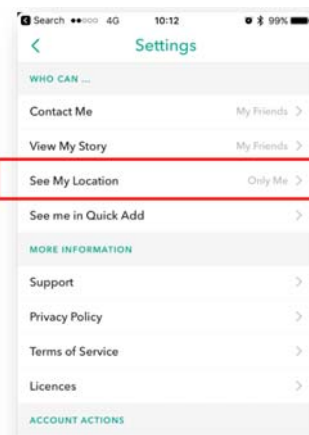 Search 4G 10:12 99%
Settings
WHO CAN ...
Contact Me My Friends
View My Story My Friends
See My Location Only Me
See me in Quick Add
MORE INFORMATION
Support
Privacy Policy
Terms of Service
Licences
ACCOUNT ACTIONS